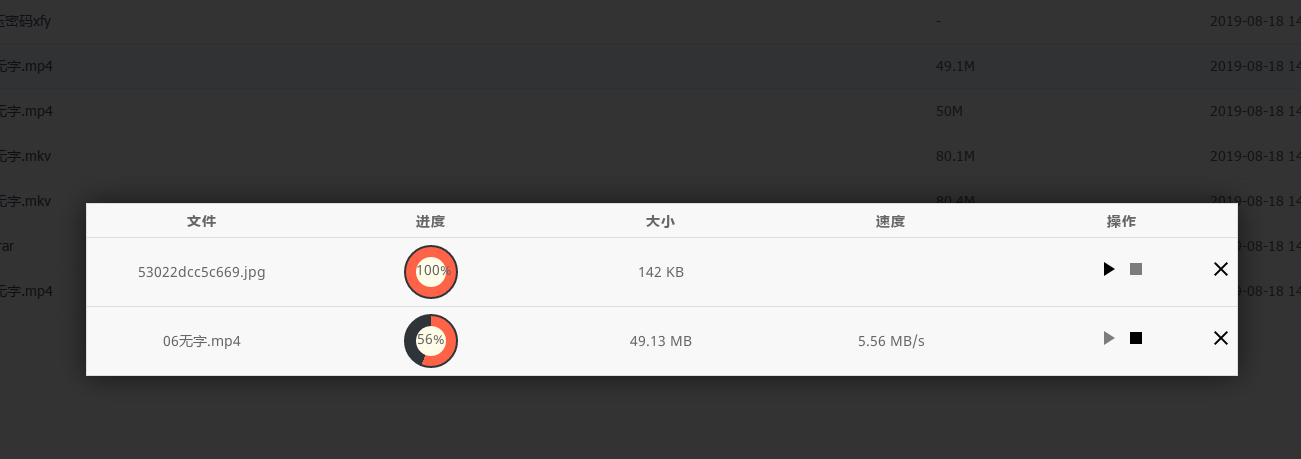 压密码xfy - 2019-08-18 14
无字.mp4 49.1M 2019-08-18 14
无字.mp4 50M 2019-08-18 14
无字.mkv 80.1M 2019-08-18 14
无字.mkv 80.4M 2019-08-18 14
文件 进度 大小 速度 操作
rar 9-08-18 14
53022dcc5c669.jpg 100% 142 KB
无字.mp4 9-08-18 14
06无字.mp4 56% 49.13 MB 5.56 MB/s